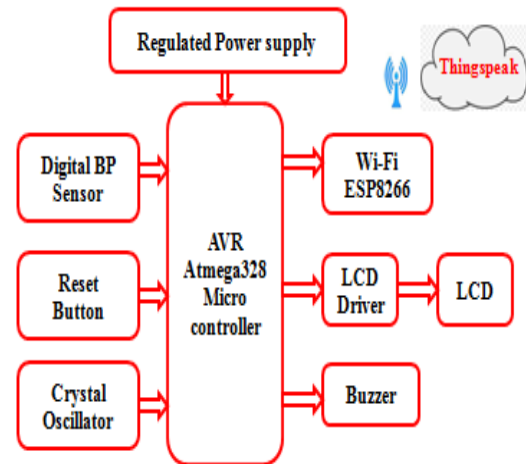 Regulated Power supply
Thingspeak
Digital BP
Sensor
Reset
Button
Crystal
Oscillator
AVR
Atmega328
Micro
controller
Wi-Fi
ESP8266
LCD
Driver
LCD
Buzzer